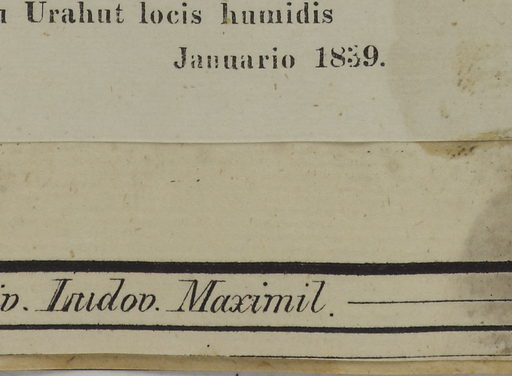 Urahut locis humidis
Januario 1839.
Ludov. Maximil.